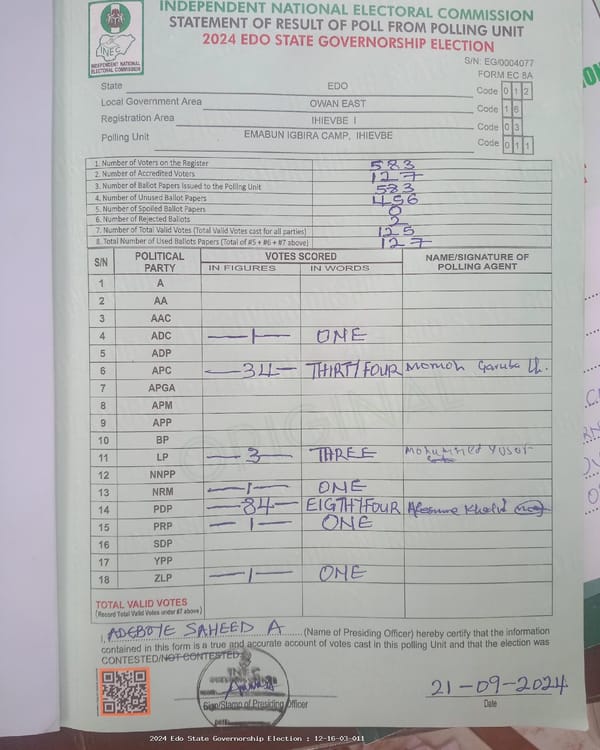 INDEPENDENT NATIONAL ELECTORAL COMMISSION
STATEMENT OF RESULT OF POLL FROM POLLING UNIT
2024 EDO STATE GOVERNORSHIP ELECTION
INEC
INDEPENDENT NATIONAL
ELECTORAL COMMISSION
S/N: EG/0004077
FORM EC 8A
State EDO Code 0 1 2
Local Government Area OWAN EAST Code 1 6
Registration Area IHIEVBE I Code 0 3
Polling Unit EMABUN IGBIRA CAMP, IHIEVBE Code 0 1 1
1. Number of Voters on the Register 583
2. Number of Accredited Voters 127
3. Number of Ballot Papers Issued to the Polling Unit 583
4. Number of Unused Ballot Papers 456
5. Number of Spoiled Ballot Papers 0
6. Number of Rejected Ballots 2
7. Number of Total Valid Votes (Total Valid Votes cast for all parties) 125
8. Total Number of Used Ballots Papers (Total of #5 + #6 + #7 above) 127
S/N POLITICAL PARTY VOTES SCORED NAME/SIGNATURE OF POLLING AGENT
IN FIGURES IN WORDS
1 A
2 AA
3 AAC
4 ADC —1— ONE
5 ADP
6 APC —34— THIRTYFOUR Momoh Garuba
7 APGA
8 APM
9 APP
10 BP
11 LP —3— THREE Mohammed Yusuf
12 NNPP
13 NRM —1— ONE
14 PDP —84— EIGTHYFOUR Khalid
15 PRP —1— ONE
16 SDP
17 YPP
18 ZLP —1— ONE
ORIGINAL
TOTAL VALID VOTES
(Record Total Valid Votes under #7 above)
I, ADEBOYE SAHEED A (Name of Presiding Officer) hereby certify that the information
contained in this form is a true and accurate account of votes cast in this polling Unit and that the election was
CONTESTED/NOT CONTESTED
INEC
Sign/Stamp of Presiding Officer
DATE
21-09-2024
Date
2024 Edo State Governorship Election : 12-16-03-011